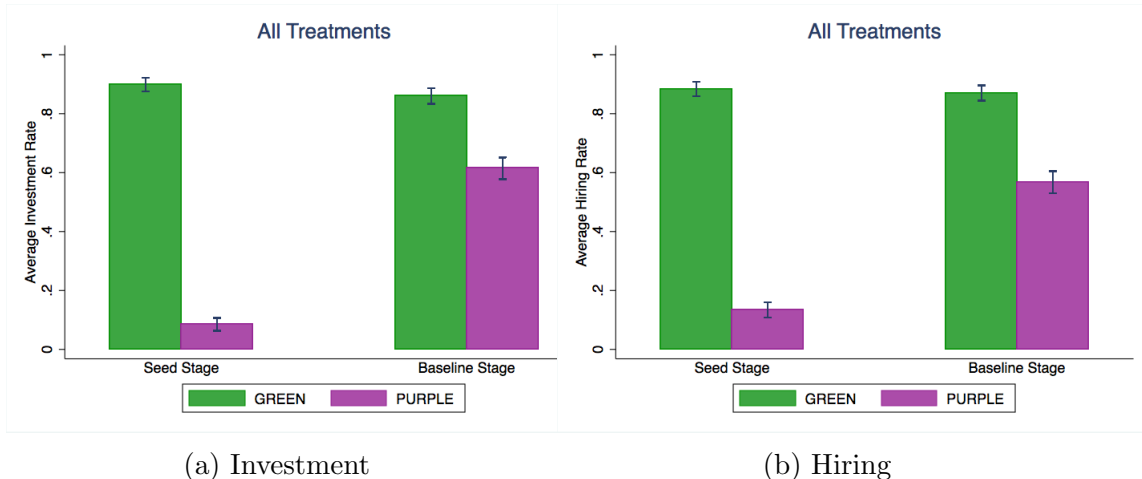 All Treatments
Average Investment Rate
1
.8
.6
.4
.2
0
Seed Stage Baseline Stage
GREEN PURPLE
(a) Investment
All Treatments
Average Hiring Rate
1
.8
.6
.4
.2
0
Seed Stage Baseline Stage
GREEN PURPLE
(b) Hiring